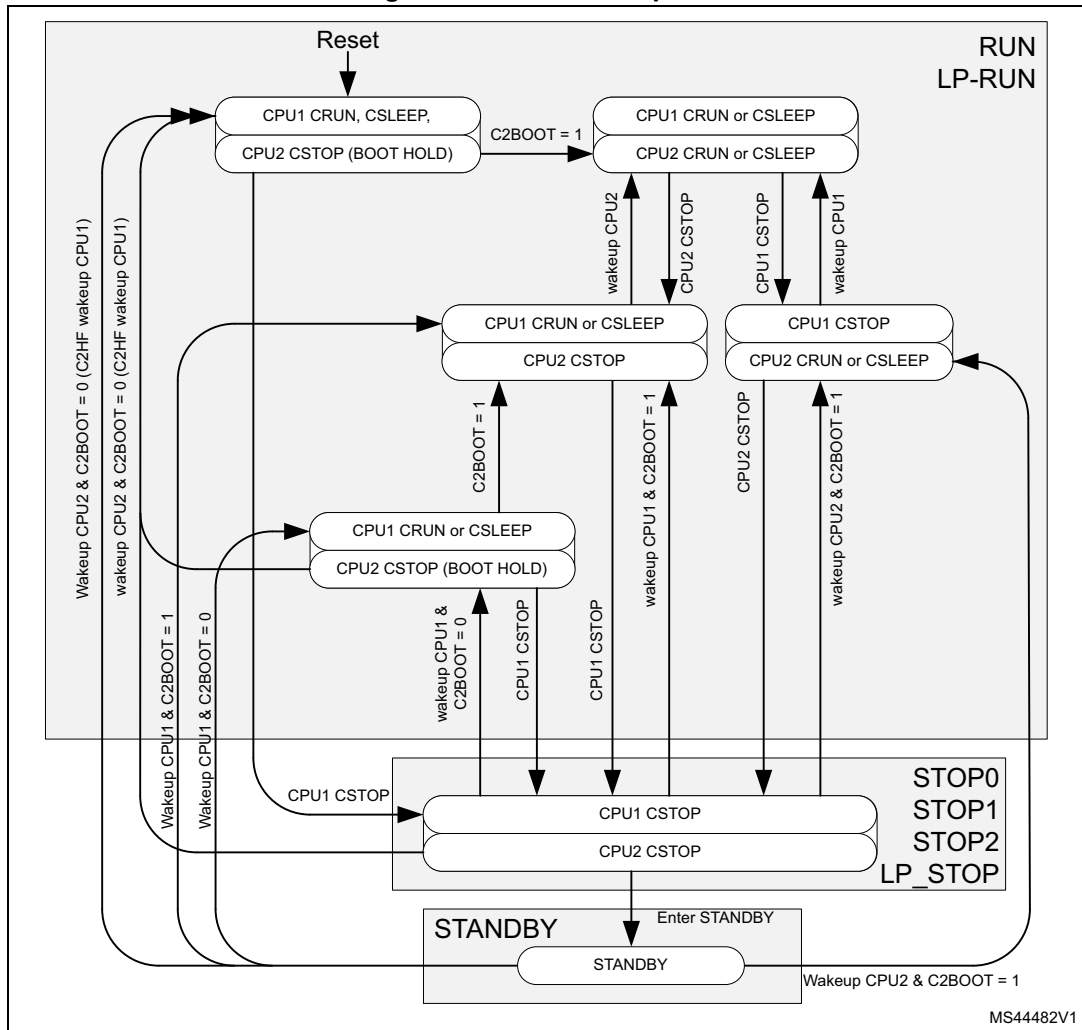 Reset
RUN
LP-RUN
CPU1 CRUN, CSLEEP,
CPU2 CSTOP (BOOT HOLD)
C2BOOT = 1
CPU1 CRUN or CSLEEP
CPU2 CRUN or CSLEEP
wakeup CPU2
CPU2 CSTOP
CPU1 CSTOP
wakeup CPU1
Wakeup CPU2 & C2BOOT = 0 (C2HF wakeup CPU1)
wakeup CPU2 & C2BOOT = 0 (C2HF wakeup CPU1)
CPU1 CRUN or CSLEEP
CPU2 CSTOP
CPU1 CSTOP
CPU2 CRUN or CSLEEP
C2BOOT = 1
wakeup CPU1 & C2BOOT = 1
CPU2 CSTOP
wakeup CPU2 & C2BOOT = 1
CPU1 CRUN or CSLEEP
CPU2 CSTOP (BOOT HOLD)
Wakeup CPU1 & C2BOOT = 1
Wakeup CPU1 & C2BOOT = 0
wakeup CPU1 &
C2BOOT = 0
CPU1 CSTOP
CPU1 CSTOP
CPU1 CSTOP
CPU1 CSTOP
CPU2 CSTOP
STOP0
STOP1
STOP2
LP_STOP
Enter STANDBY
STANDBY
STANDBY
Wakeup CPU2 & C2BOOT = 1
MS44482V1